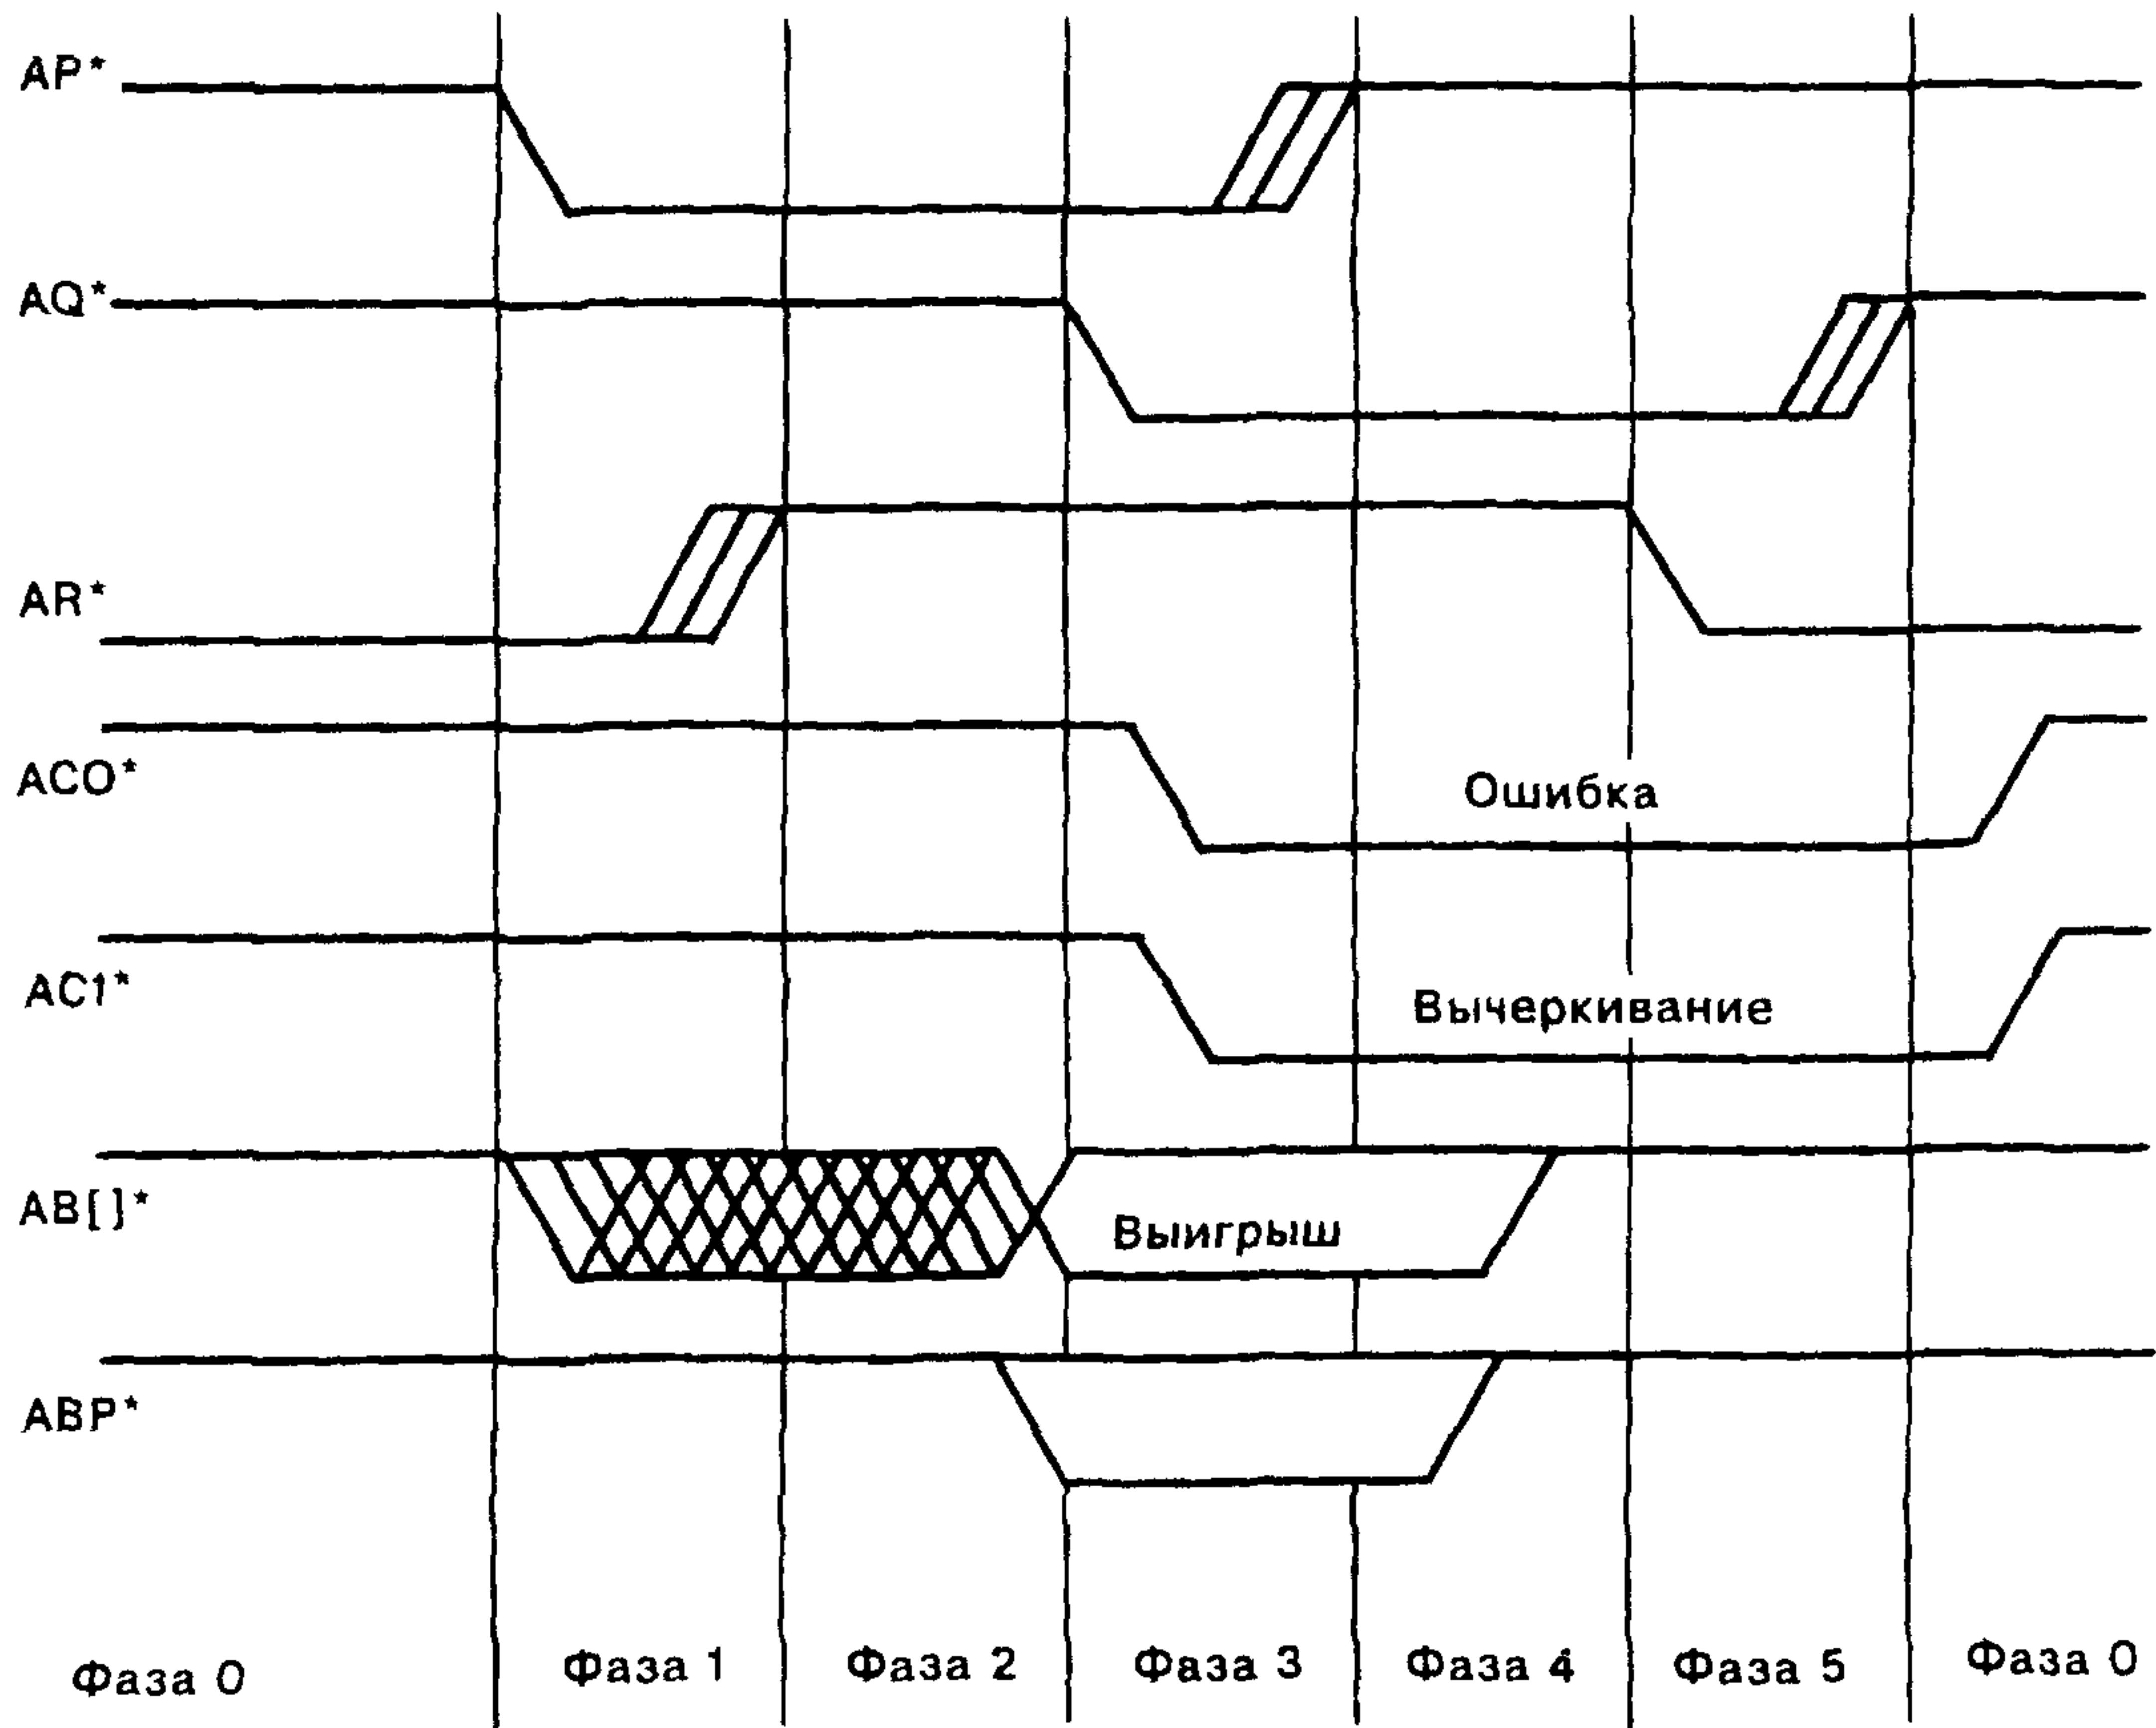 AP*
AQ*
AR*
ACO*
Ошибка
AC1*
Вычеркивание
AB[]*
Выигрыш
ABP*
Фаза 0 Фаза 1 Фаза 2 Фаза 3 Фаза 4 Фаза 5 Фаза 0